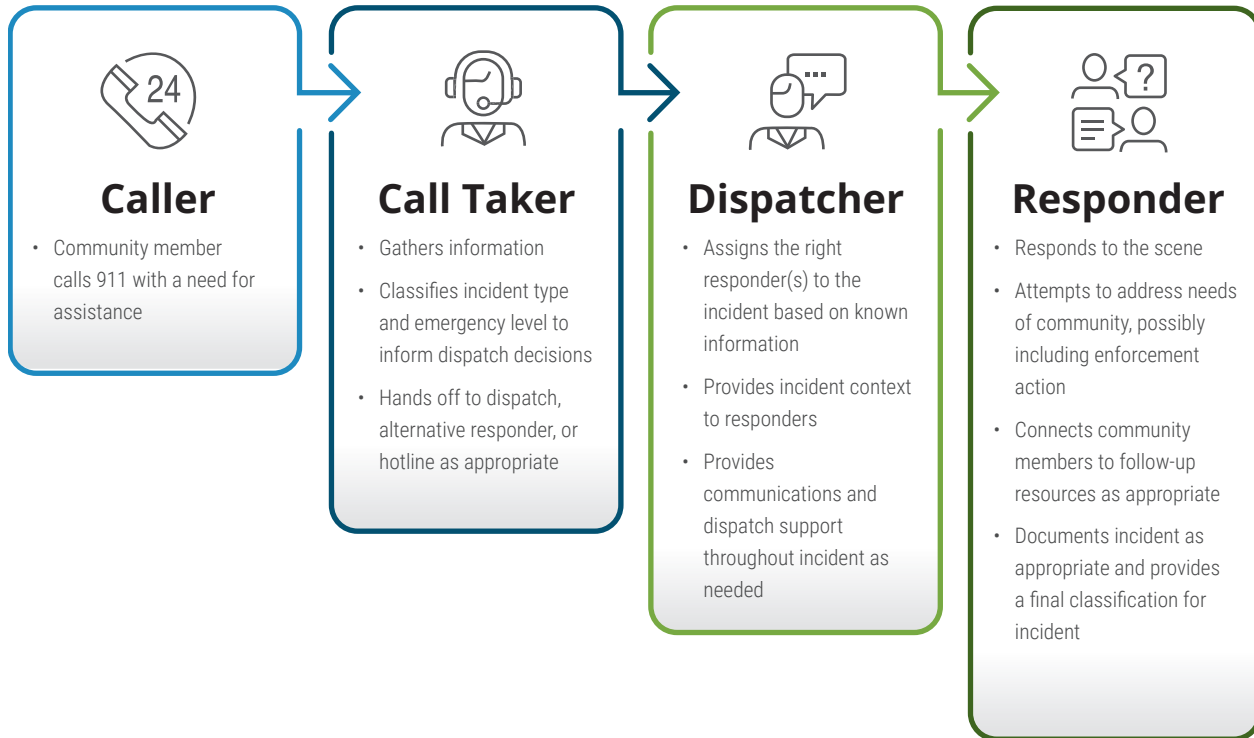 24
Caller
• Community member
calls 911 with a need for
assistance
Call Taker
• Gathers information
• Classifies incident type
and emergency level to
inform dispatch decisions
• Hands off to dispatch,
alternative responder, or
hotline as appropriate
...
Dispatcher
• Assigns the right
responder(s) to the
incident based on known
information
• Provides incident context
to responders
• Provides
communications and
dispatch support
throughout incident as
needed
?
Responder
• Responds to the scene
• Attempts to address needs
of community, possibly
including enforcement
action
• Connects community
members to follow-up
resources as appropriate
• Documents incident as
appropriate and provides
a final classification for
incident